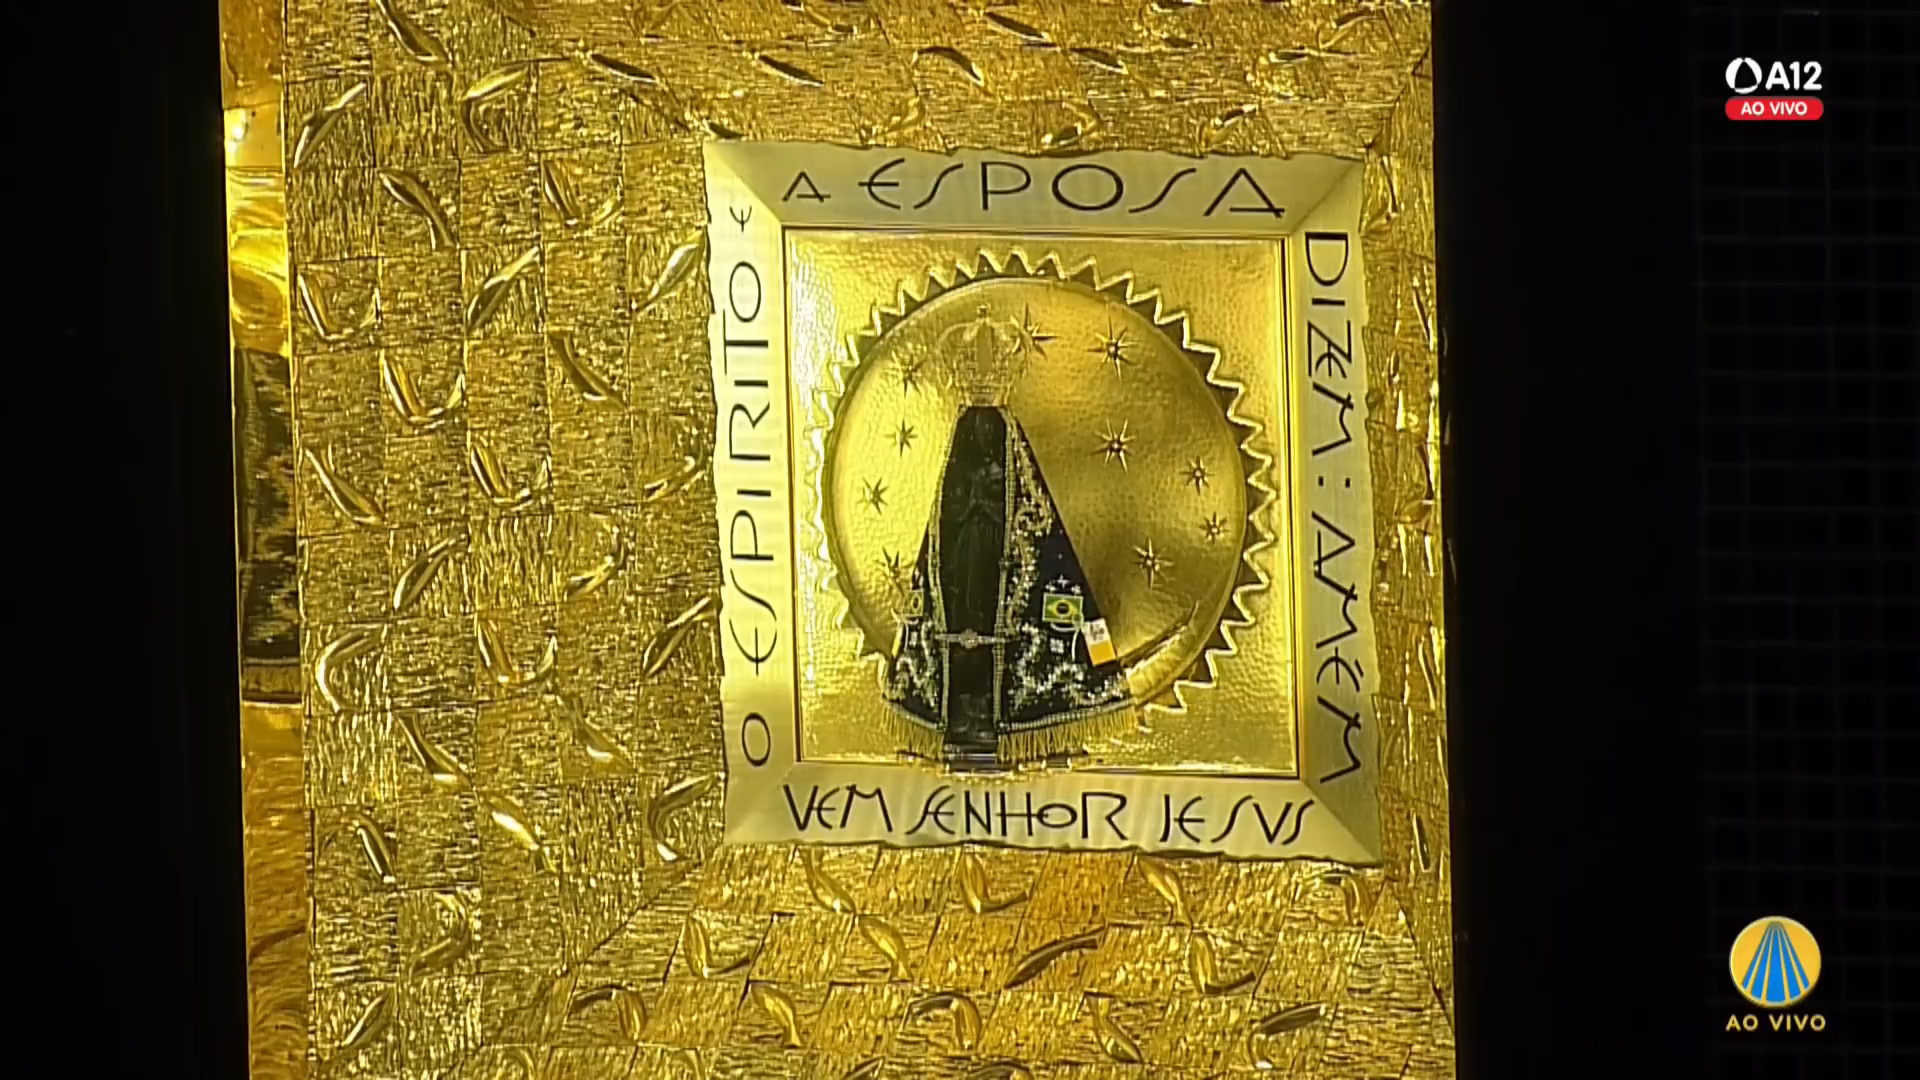 A12
AO VIVO
O ESPIRITO E
A ESPOSA
DIZEM: AMÉM
VEM SENHOR JESUS
AO VIVO